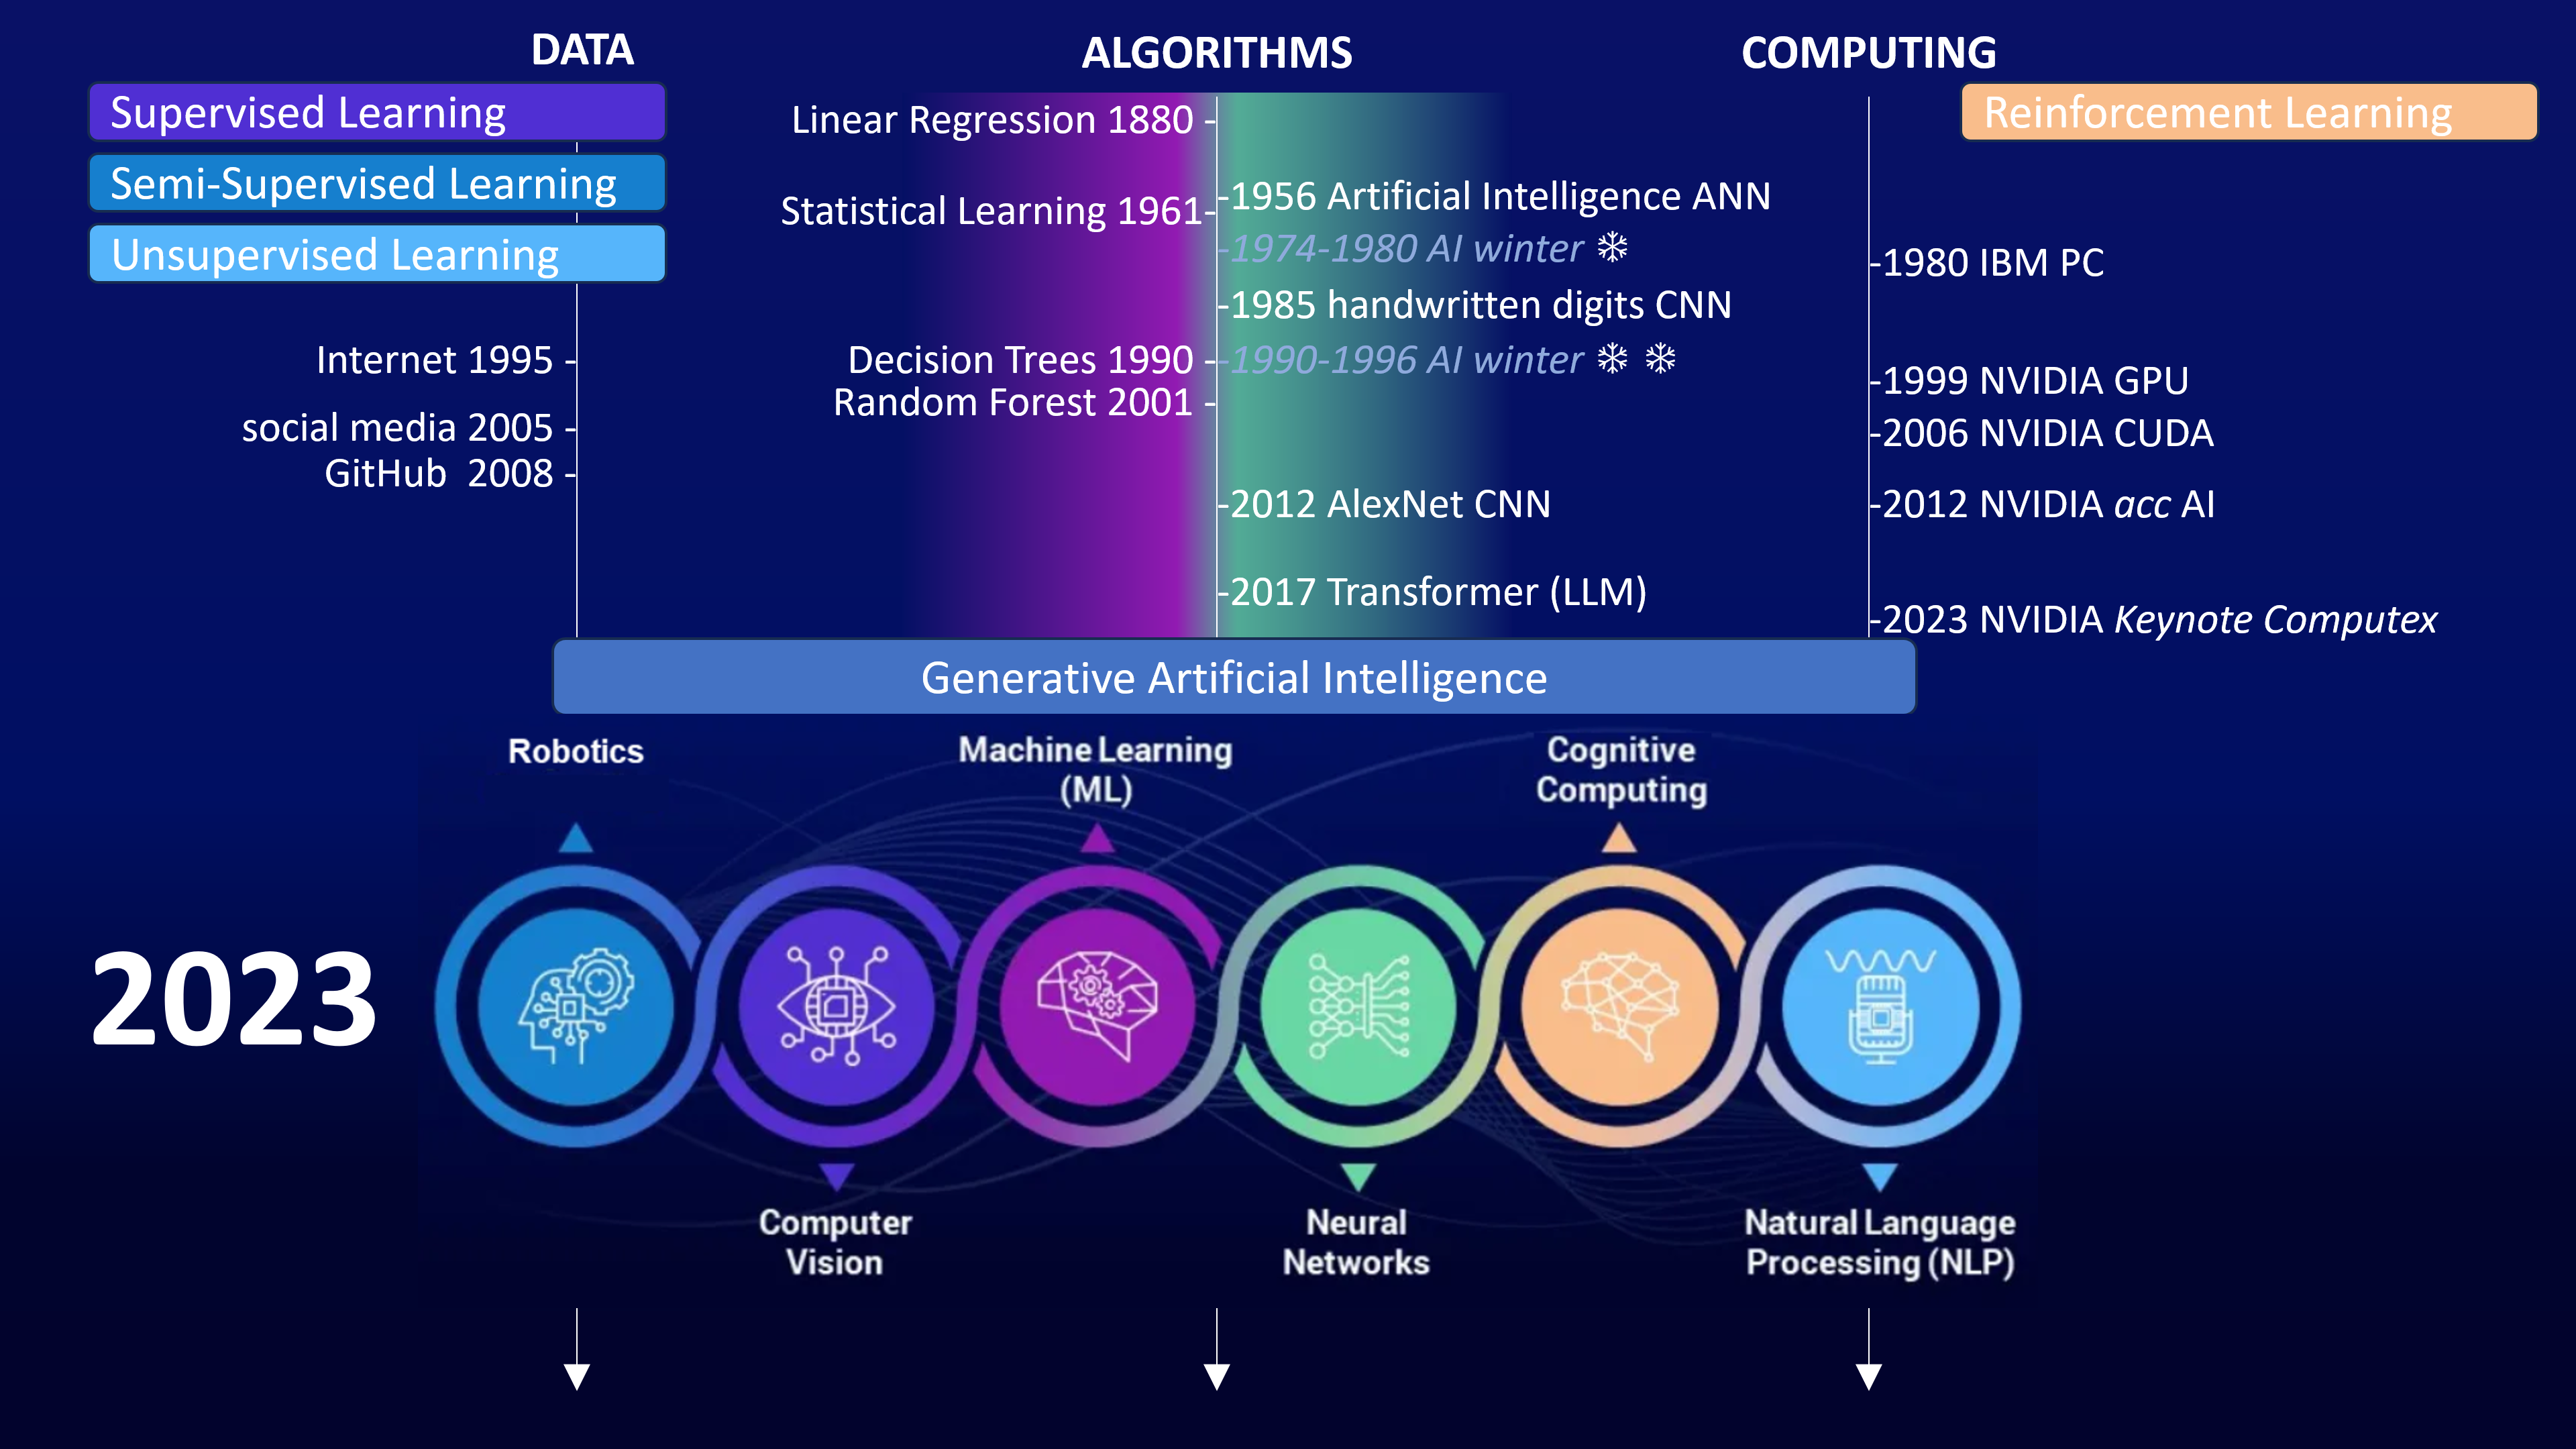 DATA
ALGORITHMS
COMPUTING
Supervised Learning
Semi-Supervised Learning
Unsupervised Learning
Reinforcement Learning
Internet 1995 -
social media 2005 -
GitHub  2008 -
Linear Regression 1880 -
Statistical Learning 1961-
Decision Trees 1990 -
Random Forest 2001 -
-1956 Artificial Intelligence ANN
-1974-1980 AI winter ❄
-1985 handwritten digits CNN
-1990-1996 AI winter ❄ ❄
-2012 AlexNet CNN
-2017 Transformer (LLM)
-1980 IBM PC
-1999 NVIDIA GPU
-2006 NVIDIA CUDA
-2012 NVIDIA acc AI
-2023 NVIDIA Keynote Computex
Generative Artificial Intelligence
Robotics
Machine Learning
(ML)
Cognitive
Computing
2023
Computer
Vision
Neural
Networks
Natural Language
Processing (NLP)